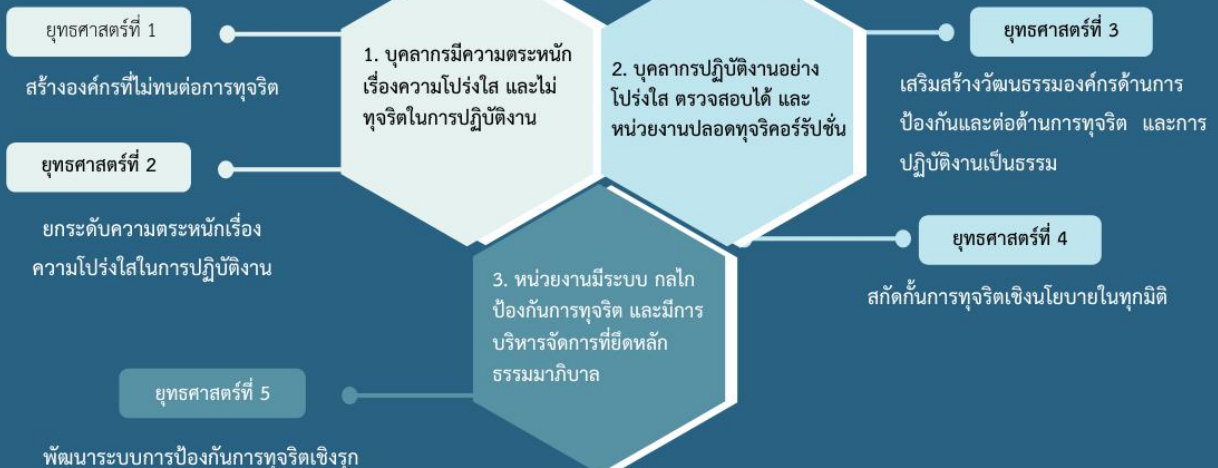 ยุทธศาสตร์ที่ 1
สร้างองค์กรที่ไม่ทนต่อการทุจริต
ยุทธศาสตร์ที่ 2
ยกระดับความตระหนักเรื่อง
ความโปร่งใสในการปฏิบัติงาน
1. บุคลากรมีความตระหนัก
เรื่องความโปร่งใส และไม่
ทุจริตในการปฏิบัติงาน
2. บุคลากรปฏิบัติงานอย่าง
โปร่งใส ตรวจสอบได้ และ
หน่วยงานปลอดทุจริคอร์รัปชั่น
ยุทธศาสตร์ที่ 3
เสริมสร้างวัฒนธรรมองค์กรด้านการ
ป้องกันและต่อต้านการทุจริต และการ
ปฏิบัติงานเป็นธรรม
ยุทธศาสตร์ที่ 4
สกัดกั้นการทุจริตเชิงนโยบายในทุกมิติ
3. หน่วยงานมีระบบ กลไก
ป้องกันการทุจริต และมีการ
บริหารจัดการที่ยึดหลัก
ธรรมมาภิบาล
ยุทธศาสตร์ที่ 5
พัฒนาระบบการป้องกันการทุจริตเชิงรุก